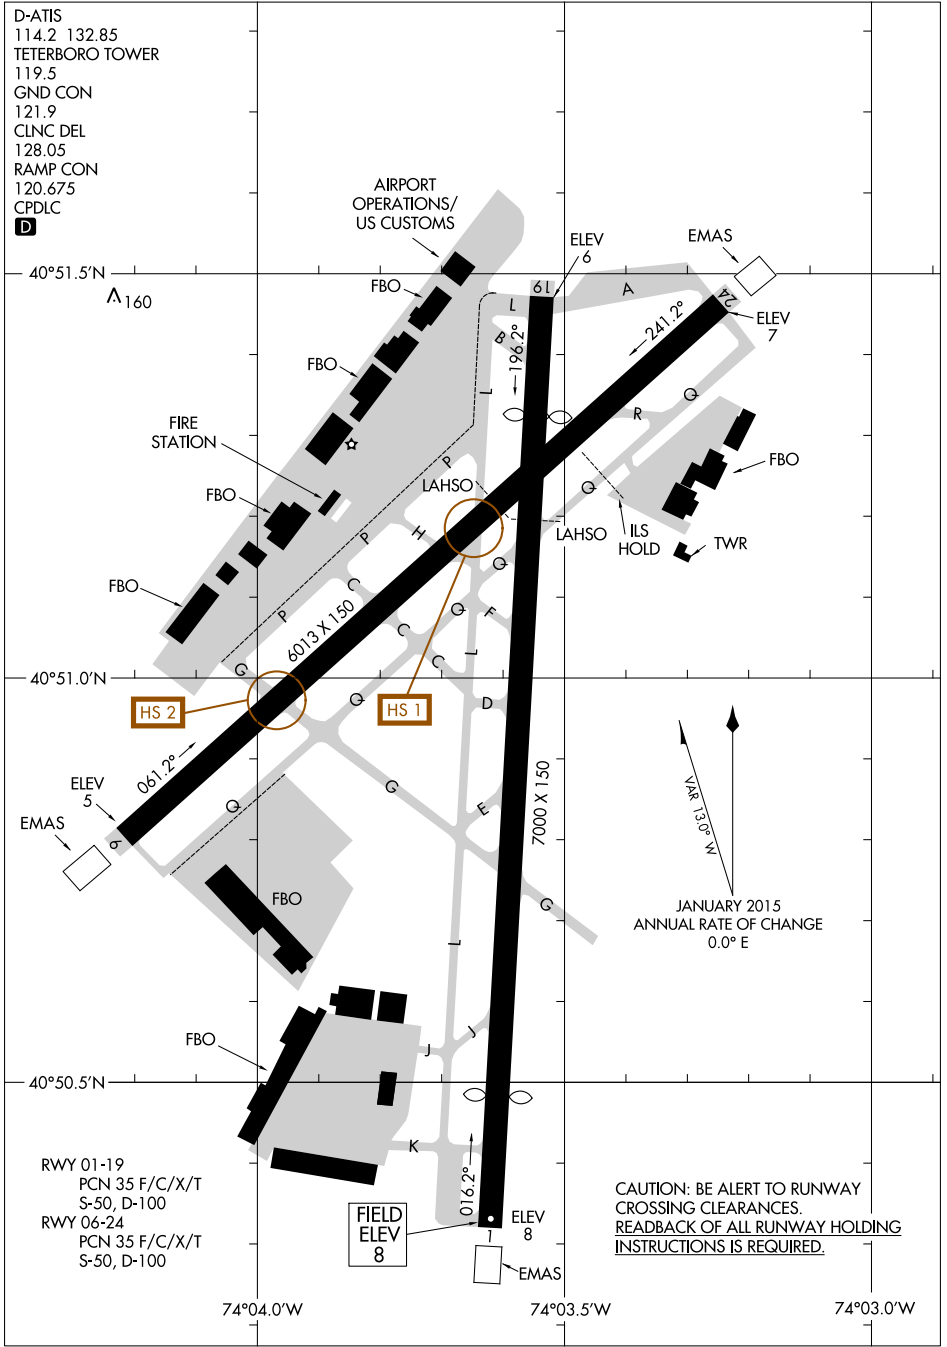 D-ATIS
114.2 132.85
TETERBORO TOWER
119.5
GND CON
121.9
CLNC DEL
128.05
RAMP CON
120.675
CPDLC
D
AIRPORT
OPERATIONS/
US CUSTOMS
ELEV
6
EMAS
40°51.5'N
160
FBO
19
A
24
L
ELEV
7
241.2°
B
196.2°
FBO
L
Q
R
FIRE
STATION
FBO
P
LAHSO
Q
FBO
H
P
LAHSO
ILS
HOLD
TWR
Q
FBO
C
Q
F
P
6013 X 150
C
L
C
G
40°51.0'N
Q
D
HS 2
HS 1
061.2°
VAR 13.0° W
ELEV
5
G
7000 X 150
Q
E
EMAS
6
FBO
G
JANUARY 2015
ANNUAL RATE OF CHANGE
0.0° E
L
FBO
J
J
40°50.5'N
K
RWY 01-19
PCN 35 F/C/X/T
S-50, D-100
RWY 06-24
PCN 35 F/C/X/T
S-50, D-100
016.2°
FIELD
ELEV
8
1
ELEV
8
EMAS
CAUTION: BE ALERT TO RUNWAY
CROSSING CLEARANCES.
READBACK OF ALL RUNWAY HOLDING
INSTRUCTIONS IS REQUIRED.
74°04.0'W
74°03.5'W
74°03.0'W